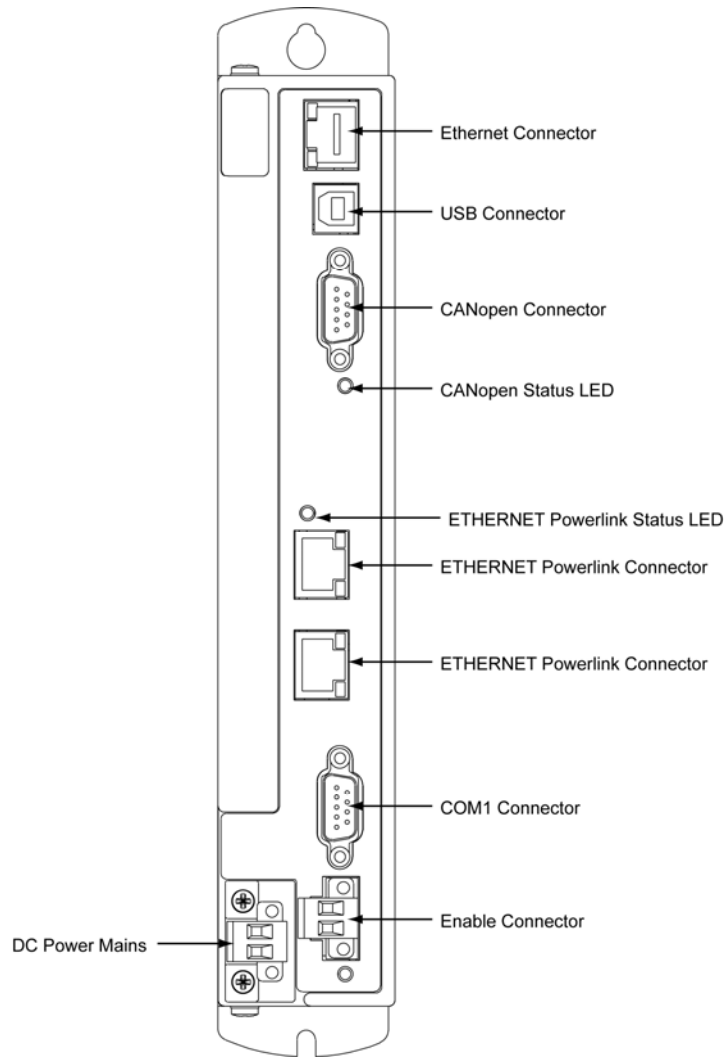 Ethernet Connector
USB Connector
CANopen Connector
CANopen Status LED
ETHERNET Powerlink Status LED
ETHERNET Powerlink Connector
ETHERNET Powerlink Connector
COM1 Connector
Enable Connector
DC Power Mains